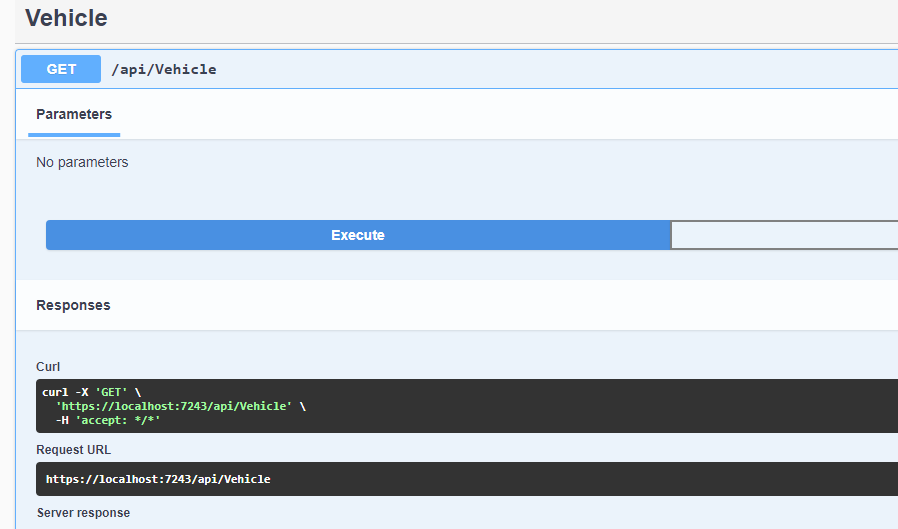 Vehicle
GET /api/Vehicle
Parameters
No parameters
Execute
Responses
Curl
curl -X 'GET' \
  'https://localhost:7243/api/Vehicle' \
  -H 'accept: */*'
Request URL
https://localhost:7243/api/Vehicle
Server response